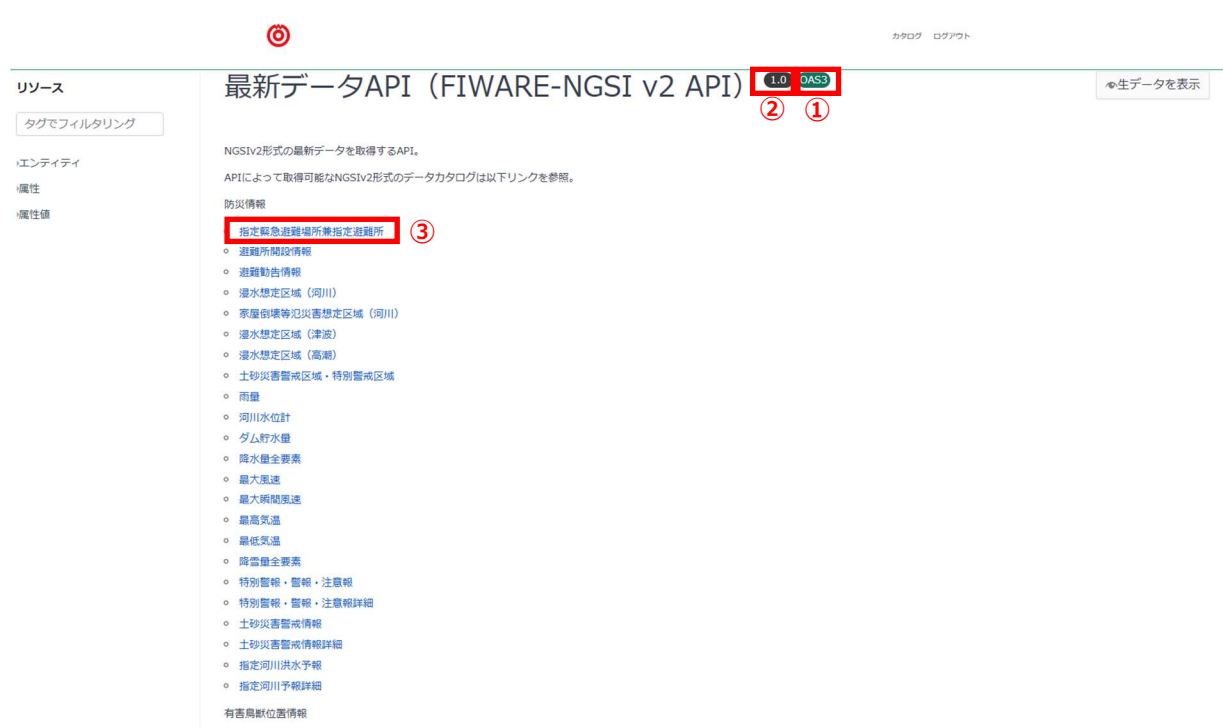 カタログ ログアウト
リソース
タグでフィルタリング
›エンティティ
›属性
›属性値
最新データAPI（FIWARE-NGSI v2 API） 1.0 OAS3
② ①
生データを表示
NGSIv2形式の最新データを取得するAPI。
APIによって取得可能なNGSIv2形式のデータカタログは以下リンクを参照。
防災情報
指定緊急避難場所兼指定避難所 ③
避難所開設情報
避難勧告情報
浸水想定区域（河川）
家屋倒壊等氾災害想定区域（河川）
浸水想定区域（津波）
浸水想定区域（高潮）
土砂災害警戒区域・特別警戒区域
雨量
河川水位計
ダム貯水量
降水量全要素
最大風速
最大瞬間風速
最高気温
最低気温
降雪量全要素
特別警報・警報・注意報
特別警報・警報・注意報詳細
土砂災害警戒情報
土砂災害警戒情報詳細
指定河川洪水予報
指定河川予報詳細
有害鳥獣位置情報